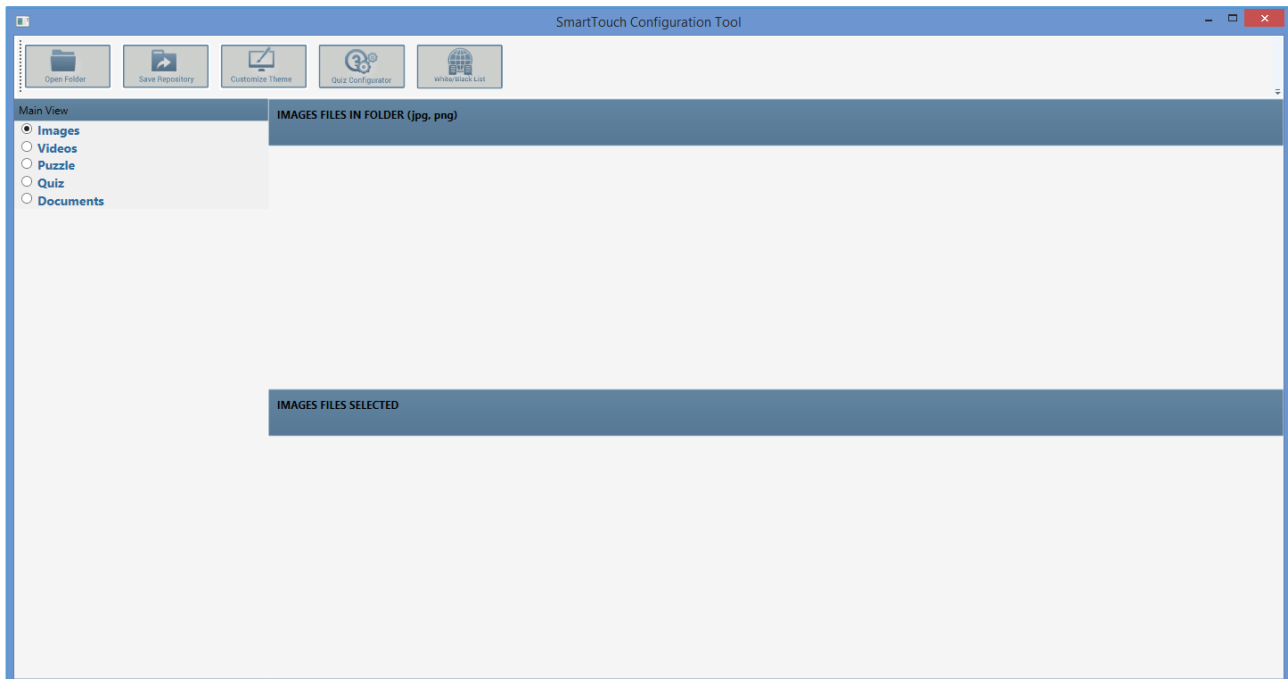 SmartTouch Configuration Tool
Open Folder
Save Repository
Customize Theme
Quiz Configurator
White/Black List
Main View
Images
Videos
Puzzle
Quiz
Documents
IMAGES FILES IN FOLDER (jpg, png)
IMAGES FILES SELECTED